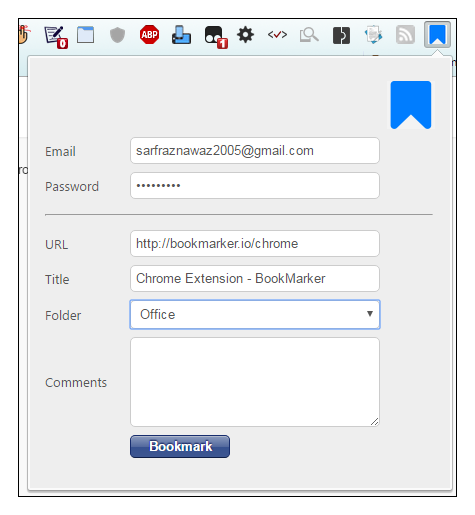 0
ABP
1
Email sarfraznawaz2005@gmail.com
Password •••••••••
URL http://bookmarker.io/chrome
Title Chrome Extension - BookMarker
Folder Office
Comments
Bookmark